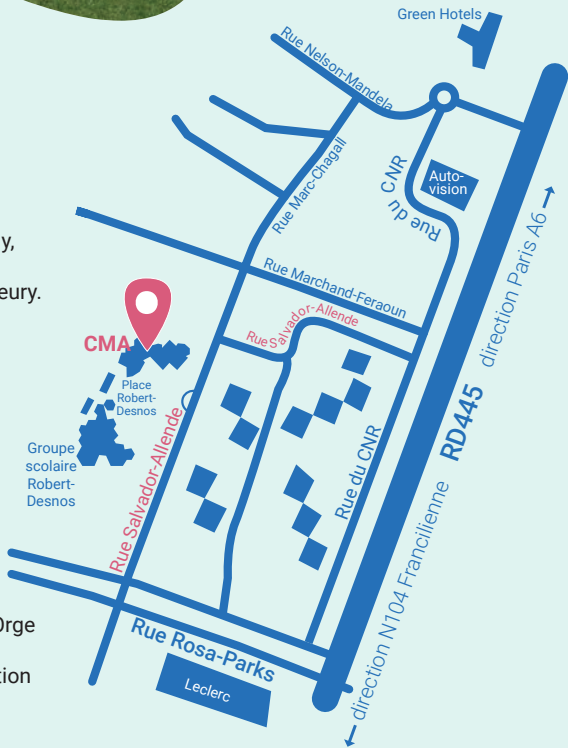 Green Hotels
Rue Nelson-Mandela
Rue Marc-Chagall
Rue du CNR
Auto-
vision
direction Paris A6
y,
eury.
Rue Marchand-Feraoun
Rue Salvador-Allende
CMA
Place
Robert-
Desnos
Groupe
scolaire
Robert-
Desnos
Rue Salvador-Allende
Rue du CNR
RD445
direction N104 Francilienne
Orge
tion
Rue Rosa-Parks
Leclerc